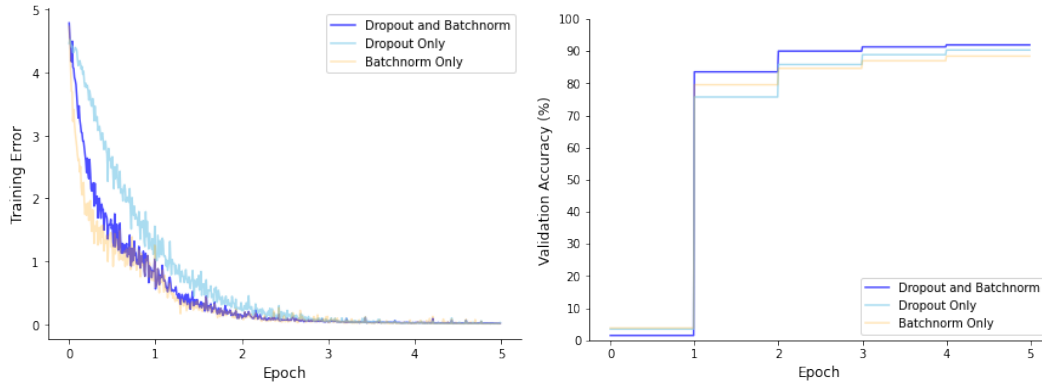 5
4
3
2
1
0
Training Error
Dropout and Batchnorm
Dropout Only
Batchnorm Only
0 1 2 3 4 5
Epoch
100
90
80
70
60
50
40
30
20
10
0
Validation Accuracy (%)
Dropout and Batchnorm
Dropout Only
Batchnorm Only
0 1 2 3 4 5
Epoch